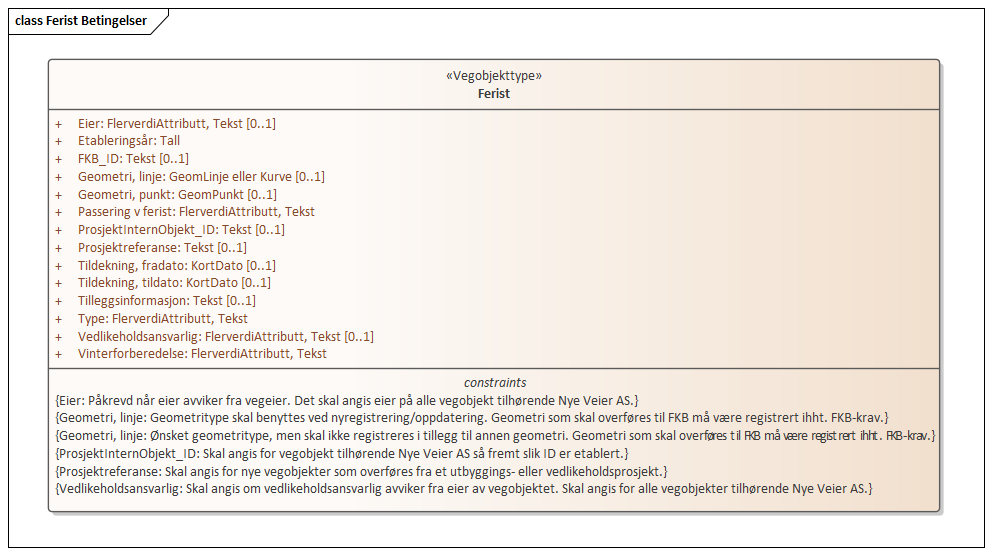 class Ferist Betingelser
«Vegobjekttype»
Ferist
+ Eier: FlerverdiAttributt, Tekst [0..1]
+ Etableringsår: Tall
+ FKB_ID: Tekst [0..1]
+ Geometri, linje: GeomLinje eller Kurve [0..1]
+ Geometri, punkt: GeomPunkt [0..1]
+ Passering v ferist: FlerverdiAttributt, Tekst
+ ProsjektInternObjekt_ID: Tekst [0..1]
+ Prosjektreferanse: Tekst [0..1]
+ Tildekning, fradato: KortDato [0..1]
+ Tildekning, tildato: KortDato [0..1]
+ Tilleggsinformasjon: Tekst [0..1]
+ Type: FlerverdiAttributt, Tekst
+ Vedlikeholdsansvarlig: FlerverdiAttributt, Tekst [0..1]
+ Vinterforberedelse: FlerverdiAttributt, Tekst
constraints
{Eier: Påkrevd når eier avviker fra vegeier. Det skal angis eier på alle vegobjekt tilhørende Nye Veier AS.}
{Geometri, linje: Geometritype skal benyttes ved nyregistrering/oppdatering. Geometri som skal overføres til FKB må være registrert ihht. FKB-krav.}
{Geometri, linje: Ønsket geometritype, men skal ikke registreres i tillegg til annen geometri. Geometri som skal overføres til FKB må være registrert ihht. FKB-krav.}
{ProsjektInternObjekt_ID: Skal angis for vegobjekt tilhørende Nye Veier AS så fremt slik ID er etablert.}
{Prosjektreferanse: Skal angis for nye vegobjekter som overføres fra et utbyggings- eller vedlikeholdsprosjekt.}
{Vedlikeholdsansvarlig: Skal angis om vedlikeholdsansvarlig avviker fra eier av vegobjektet. Skal angis for alle vegobjekter tilhørende Nye Veier AS.}